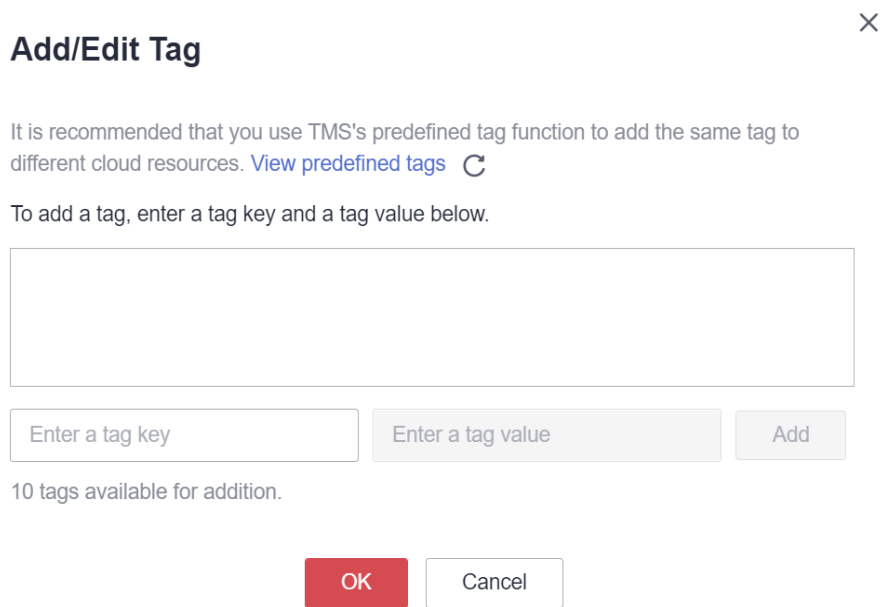 Add/Edit Tag
It is recommended that you use TMS's predefined tag function to add the same tag to
different cloud resources. View predefined tags
To add a tag, enter a tag key and a tag value below.
Enter a tag key Enter a tag value Add
10 tags available for addition.
OK Cancel